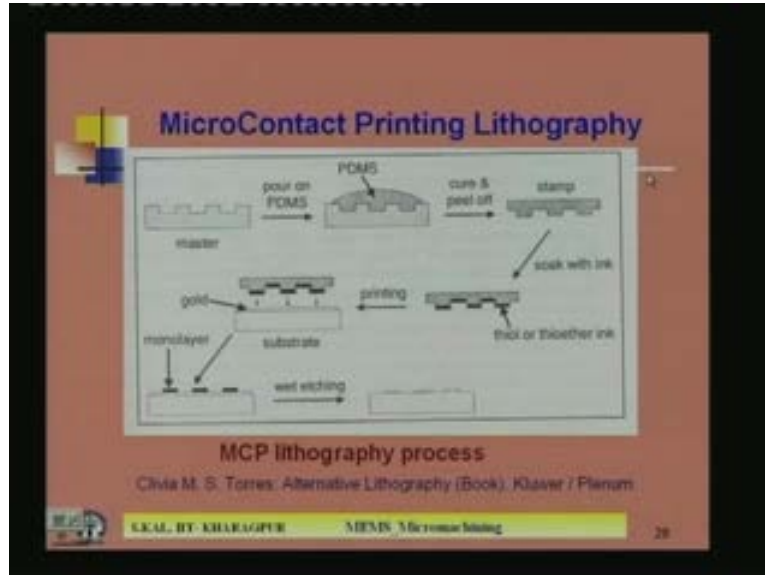 MicroContact Printing Lithography
PDMS
pour on
PDMS
cure &
peel off
stamp
master
soak with ink
gold
printing
thiol or thioether ink
monolayer
substrate
wet etching
MCP lithography process
Clivia M. S. Torres: Alternative Lithography (Book). Kluwer / Plenum
S.KAL, IIT- KHARAGPUR
MEMS_Micromachining
28